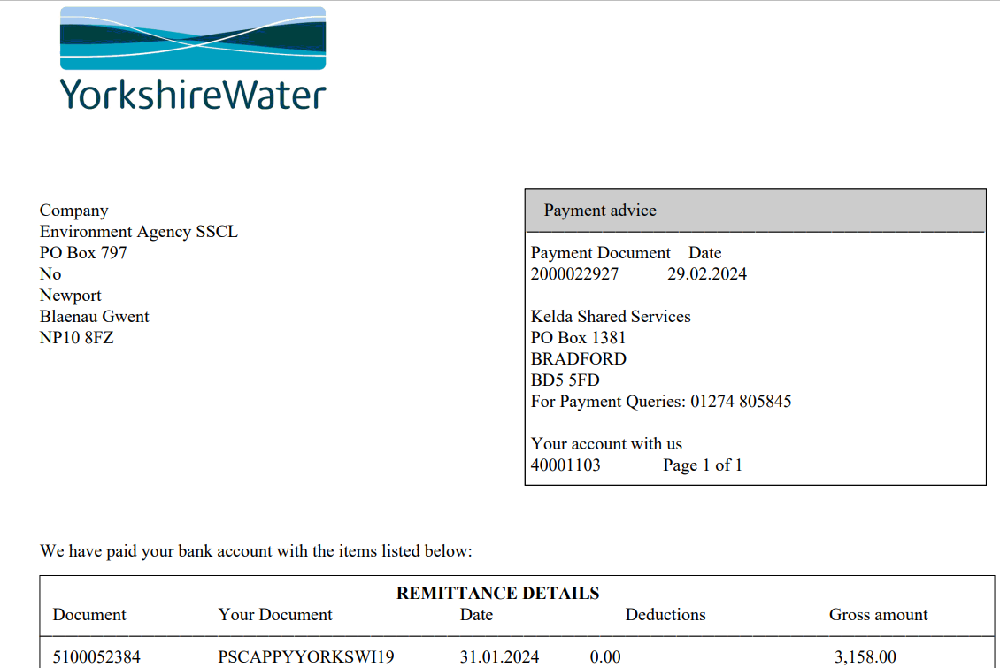 YorkshireWater
Company
Environment Agency SSCL
PO Box 797
No
Newport
Blaenau Gwent
NP10 8FZ
Payment advice
Payment Document Date
2000022927 29.02.2024
Kelda Shared Services
PO Box 1381
BRADFORD
BD5 5FD
For Payment Queries: 01274 805845
Your account with us
40001103 Page 1 of 1
We have paid your bank account with the items listed below:
REMITTANCE DETAILS
Document Your Document Date Deductions Gross amount
5100052384 PSCAPPYYORKSWI19 31.01.2024 0.00 3,158.00